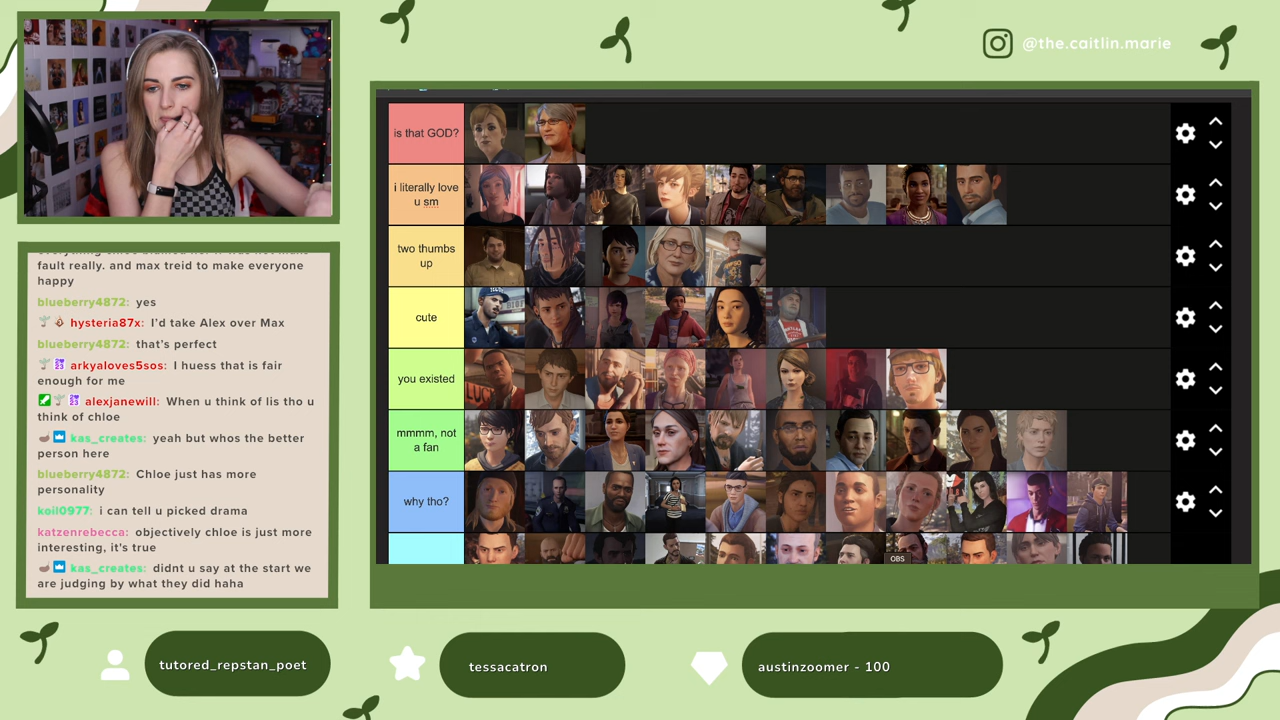 @the.caitlin.marie
fault really. and max treid to make everyone
happy
blueberry4872: yes
hysteria87x: I'd take Alex over Max
blueberry4872: that's perfect
arkyaloves5sos: I huess that is fair
enough for me
alexjanewill: When u think of lis tho u
think of chloe
kas_creates: yeah but whos the better
person here
blueberry4872: Chloe just has more
personality
koil0977: i can tell u picked drama
katzenrebecca: objectively chloe is just more
interesting, it's true
kas_creates: didnt u say at the start we
are judging by what they did haha
is that GOD?
i literally love
u sm
two thumbs
up
cute
you existed
mmmm, not
a fan
why tho?
OBS
tutored_repstan_poet
tessacatron
austinzoomer - 100